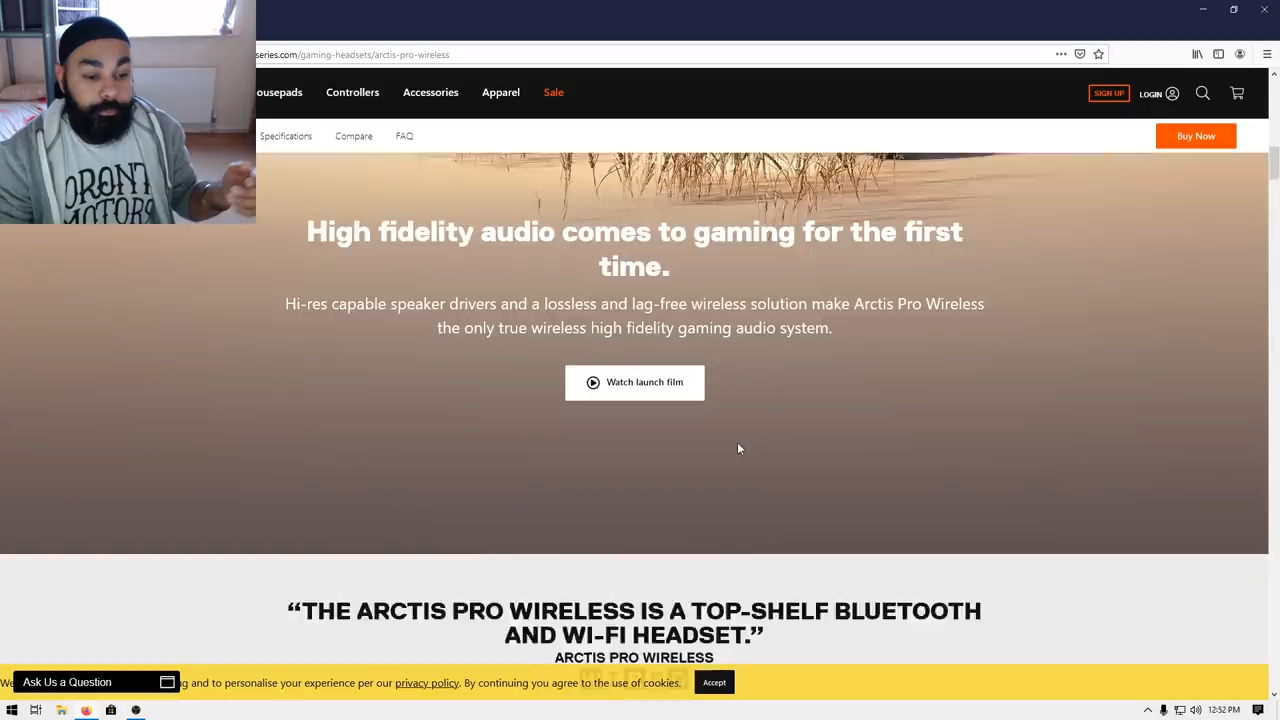 series.com/gaming-headsets/arctis-pro-wireless
ousepads Controllers Accessories Apparel Sale
SIGN UP LOGIN
Specifications Compare FAQ
Buy Now
ORONT
MOTORS
High fidelity audio comes to gaming for the first
time.
Hi-res capable speaker drivers and a lossless and lag-free wireless solution make Arctis Pro Wireless
the only true wireless high fidelity gaming audio system.
Watch launch film
“THE ARCTIS PRO WIRELESS IS A TOP-SHELF BLUETOOTH
AND WI-FI HEADSET.”
ARCTIS PRO WIRELESS
We
Ask Us a Question
g and to personalise your experience per our privacy policy. By continuing you agree to the use of cookies.
Accept
12:52 PM